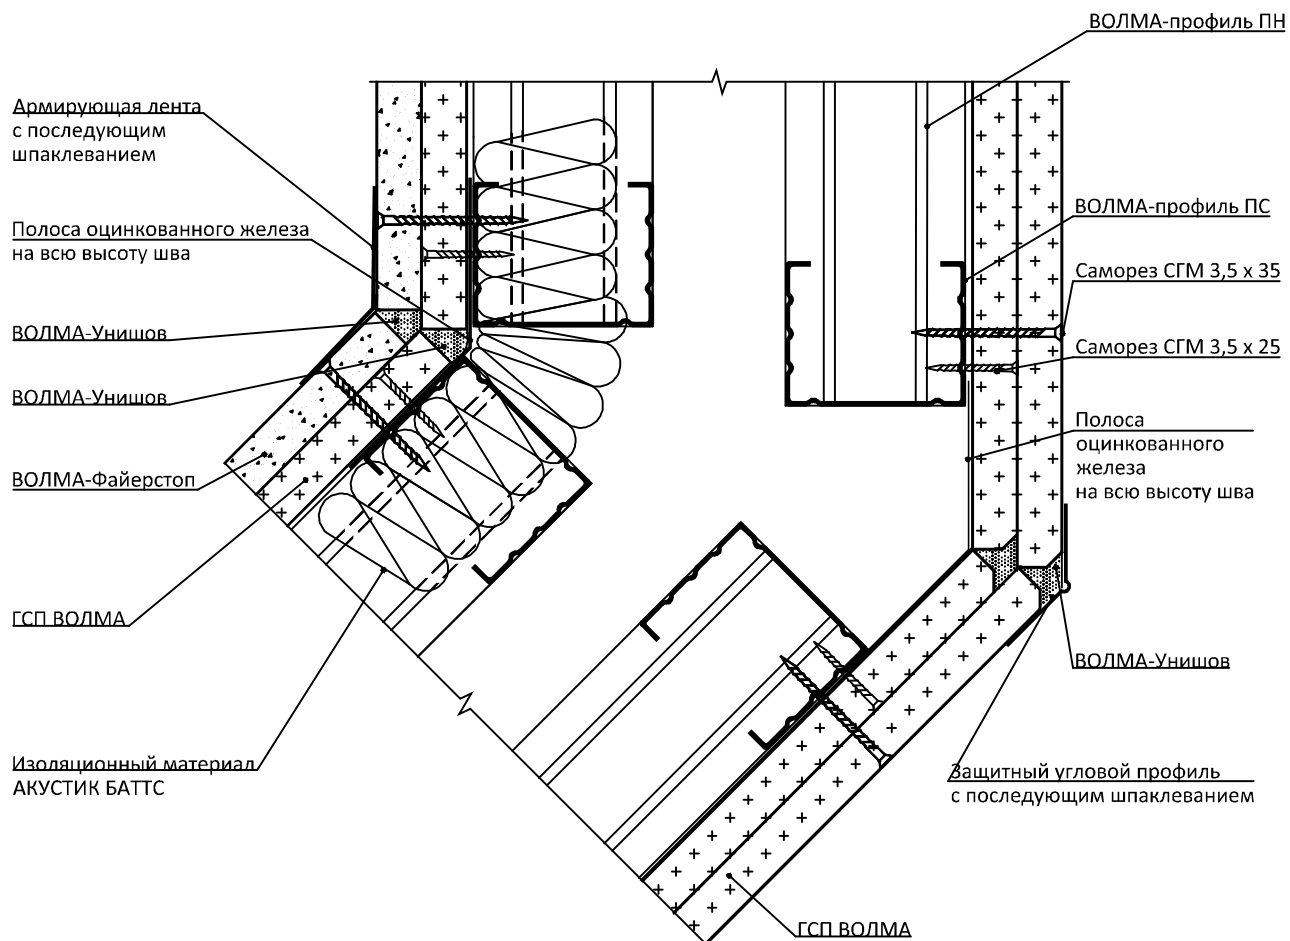 ВОЛМА-профиль ПН
Армирующая лента
с последующим
шпаклеванием
ВОЛМА-профиль ПС
Полоса оцинкованного железа
на всю высоту шва
Саморез СГМ 3,5 х 35
ВОЛМА-Унишов
Саморез СГМ 3,5 х 25
ВОЛМА-Унишов
Полоса
оцинкованного
железа
на всю высоту шва
ВОЛМА-Файерстоп
ГСП ВОЛМА
ВОЛМА-Унишов
Изоляционный материал
АКУСТИК БАТТС
Защитный угловой профиль
с последующим шпаклеванием
ГСП ВОЛМА